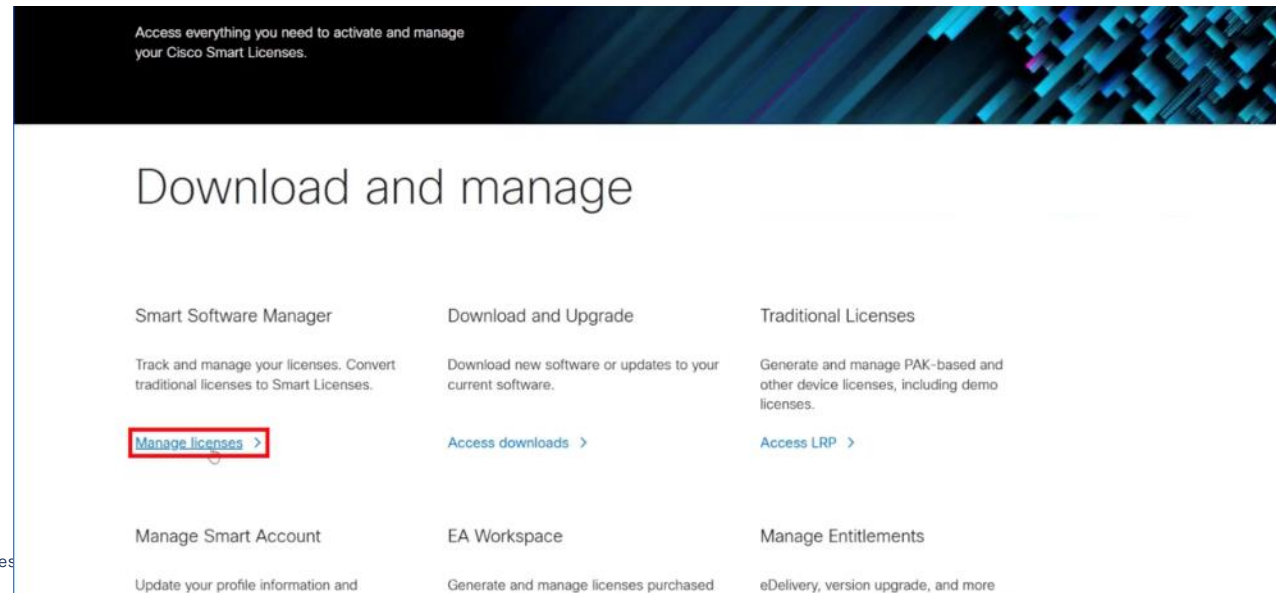 Access everything you need to activate and manage
your Cisco Smart Licenses.
Download and manage
Smart Software Manager
Track and manage your licenses. Convert
traditional licenses to Smart Licenses.
Manage licenses >
Download and Upgrade
Download new software or updates to your
current software.
Access downloads >
Traditional Licenses
Generate and manage PAK-based and
other device licenses, including demo
licenses.
Access LRP >
Manage Smart Account
Update your profile information and
EA Workspace
Generate and manage licenses purchased
Manage Entitlements
eDelivery, version upgrade, and more